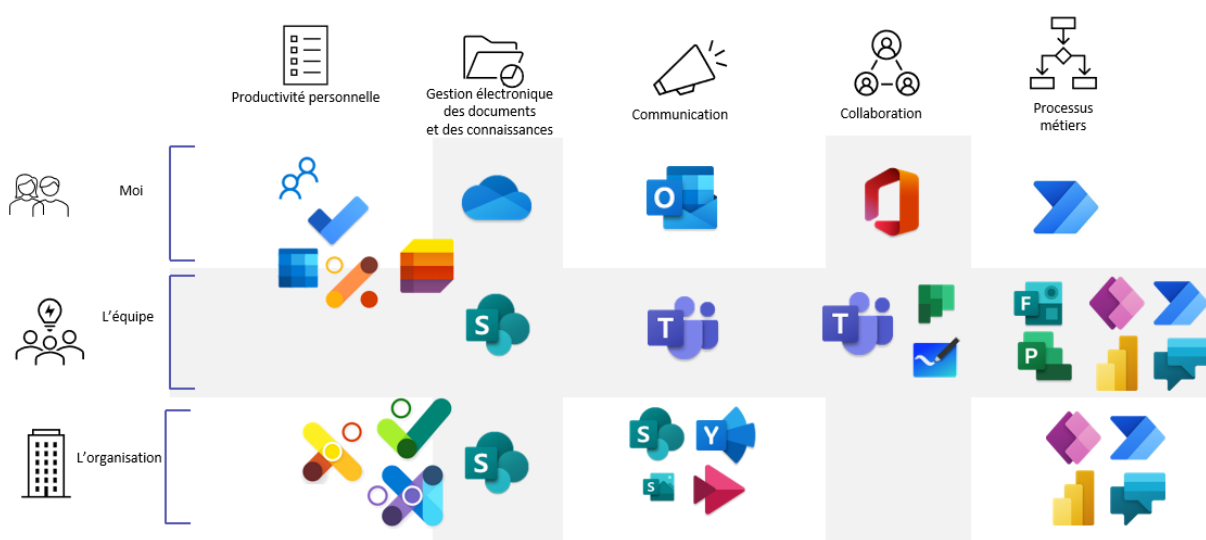 Productivité personnelle
Gestion électronique
des documents
et des connaissances
Communication
Collaboration
Processus
métiers
Moi
O
L'équipe
S
T
T
F
P
L'organisation
S
S
Y
S